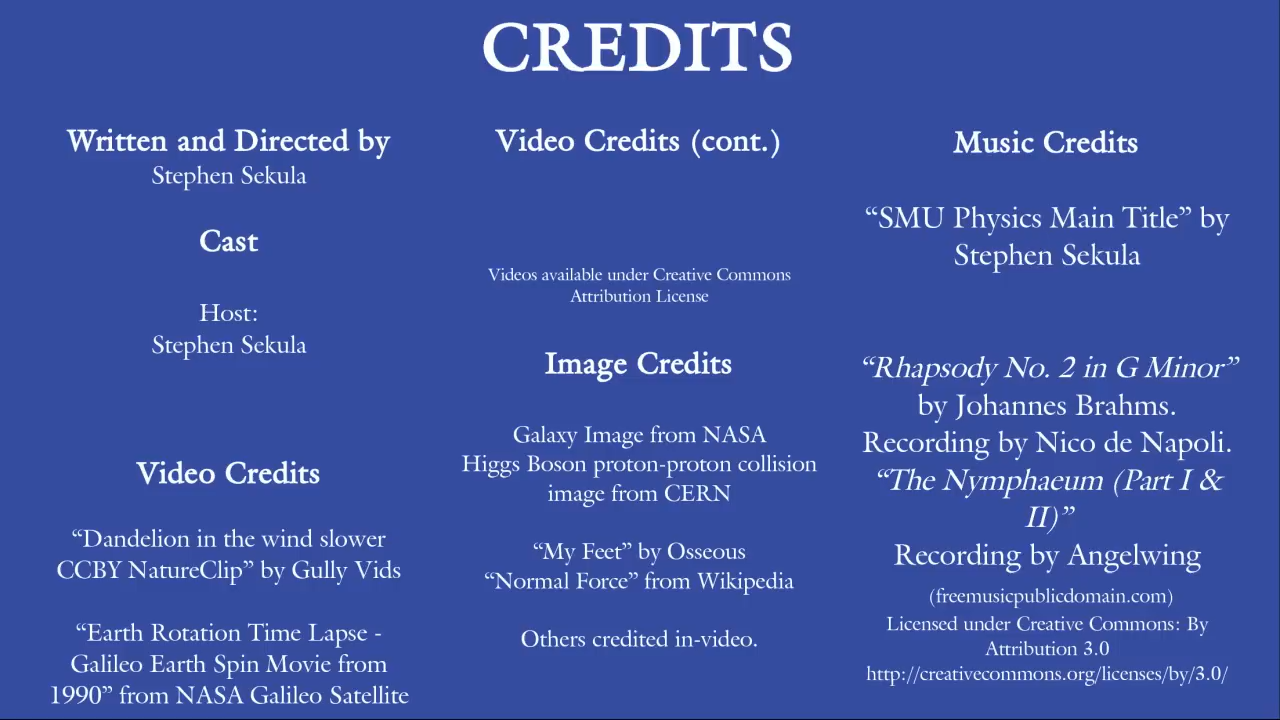 CREDITS
Written and Directed by
Stephen Sekula
Cast
Host:
Stephen Sekula
Video Credits
“Dandelion in the wind slower
CCBY NatureClip” by Gully Vids
“Earth Rotation Time Lapse -
Galileo Earth Spin Movie from
1990” from NASA Galileo Satellite
Video Credits (cont.)
Videos available under Creative Commons
Attribution License
Image Credits
Galaxy Image from NASA
Higgs Boson proton-proton collision
image from CERN
“My Feet” by Osseous
“Normal Force” from Wikipedia
Others credited in-video.
Music Credits
“SMU Physics Main Title” by
Stephen Sekula
“Rhapsody No. 2 in G Minor”
by Johannes Brahms.
Recording by Nico de Napoli.
“The Nymphaeum (Part I &
II)”
Recording by Angelwing
(freemusicpublicdomain.com)
Licensed under Creative Commons: By
Attribution 3.0
http://creativecommons.org/licenses/by/3.0/